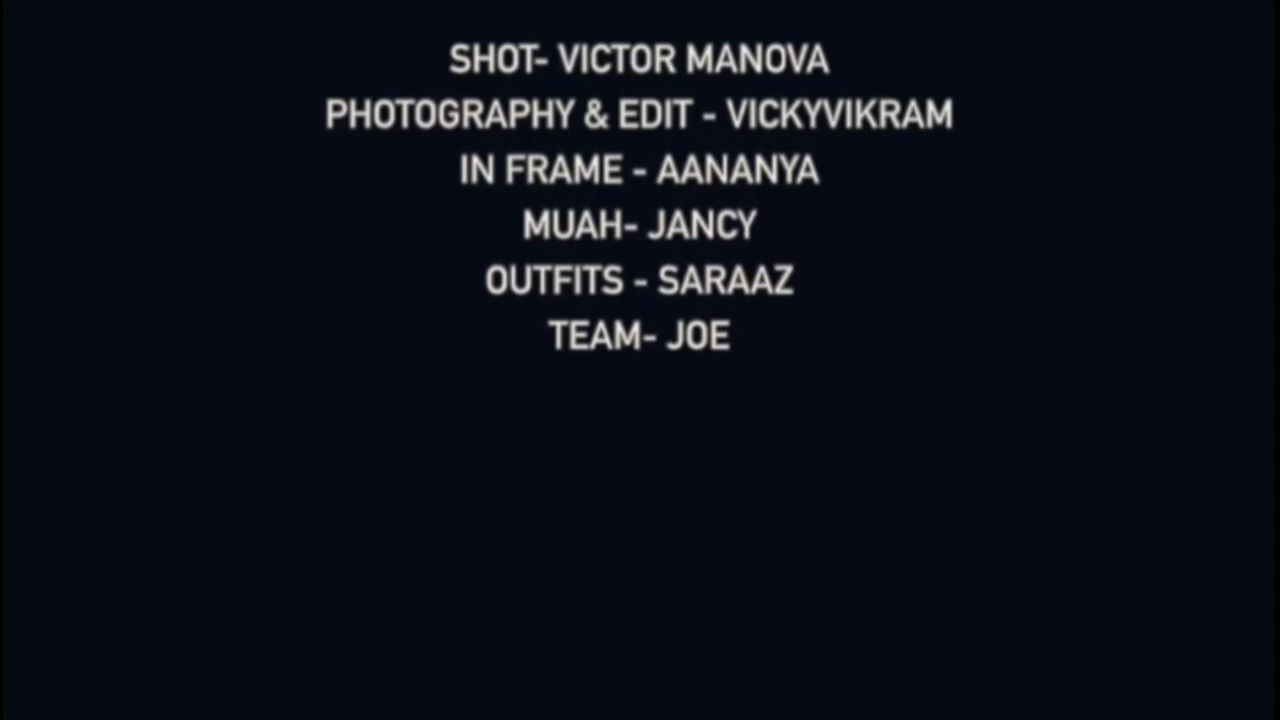 SHOT- VICTOR MANOVA
PHOTOGRAPHY & EDIT - VICKYVIKRAM
IN FRAME - AANANYA
MUAH- JANCY
OUTFITS - SARAAZ
TEAM- JOE